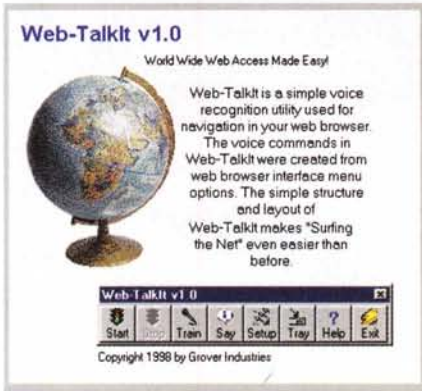 Web-TalkIt v1.0
World Wide Web Access Made Easy!
Web-TalkIt is a simple voice
recognition utility used for
navigation in your web browser.
The voice commands in
Web-TalkIt were created from
web browser interface menu
options. The simple structure
and layout of
Web-TalkIt makes "Surfing
the Net" even easier than
before.
Web-TalkIt v1.0
Start Stop Train Say Setup Tray Help Exit
Copyright 1998 by Grover Industries